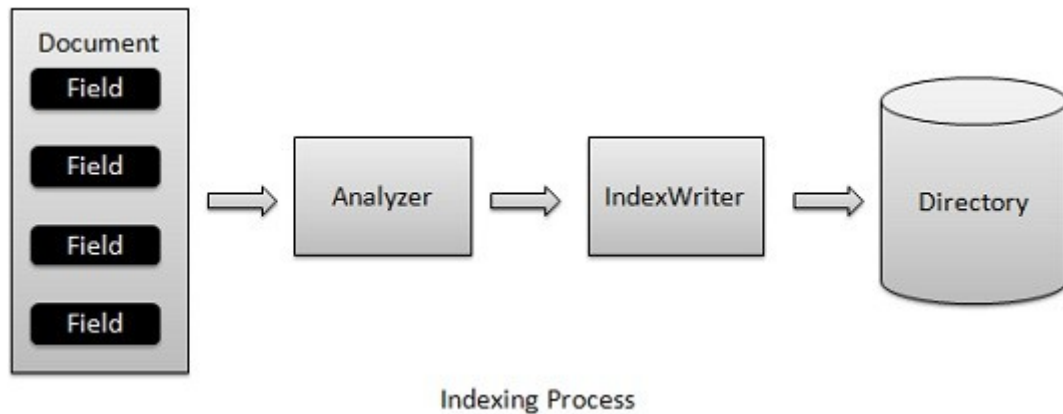 Document
Field
Field
Field
Field
Analyzer
IndexWriter
Directory
Indexing Process